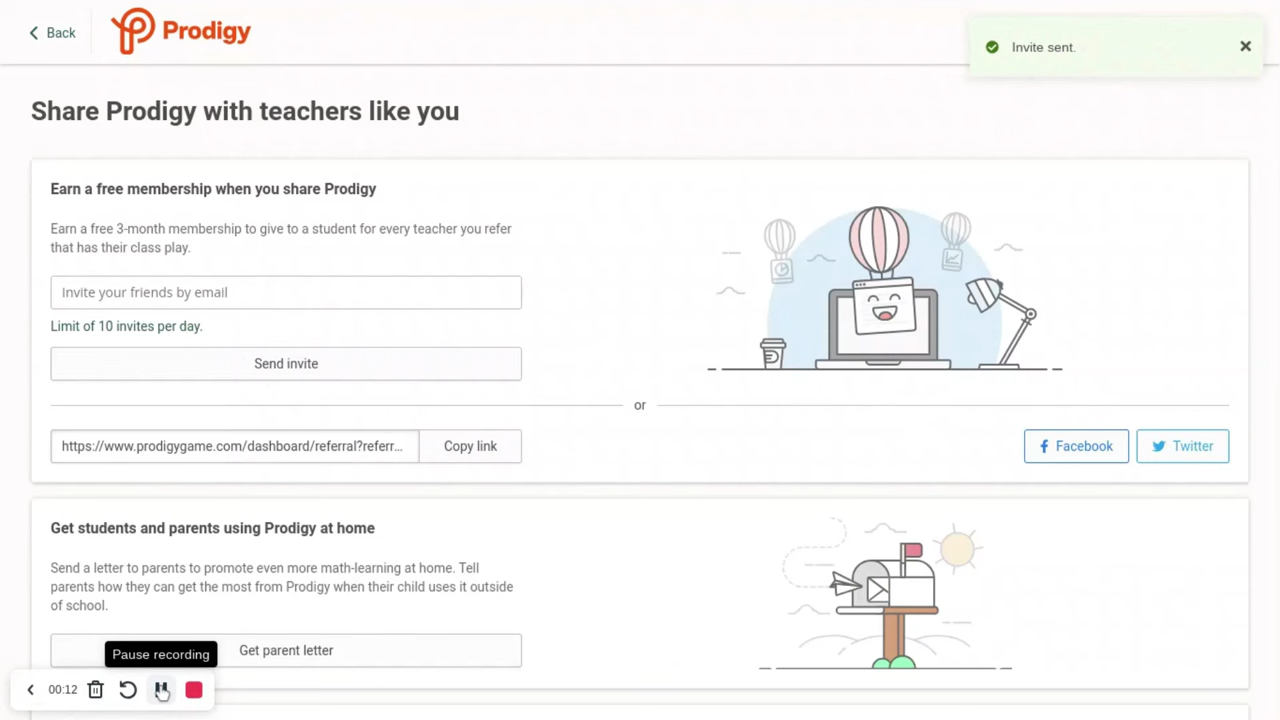 Back
Prodigy
Invite sent.
Share Prodigy with teachers like you
Earn a free membership when you share Prodigy
Earn a free 3-month membership to give to a student for every teacher you refer
that has their class play.
Invite your friends by email
Limit of 10 invites per day.
Send invite
or
https://www.prodigygame.com/dashboard/referral?referr...
Copy link
Facebook
Twitter
Get students and parents using Prodigy at home
Send a letter to parents to promote even more math-learning at home. Tell
parents how they can get the most from Prodigy when their child uses it outside
of school.
Get parent letter
Pause recording
00:12